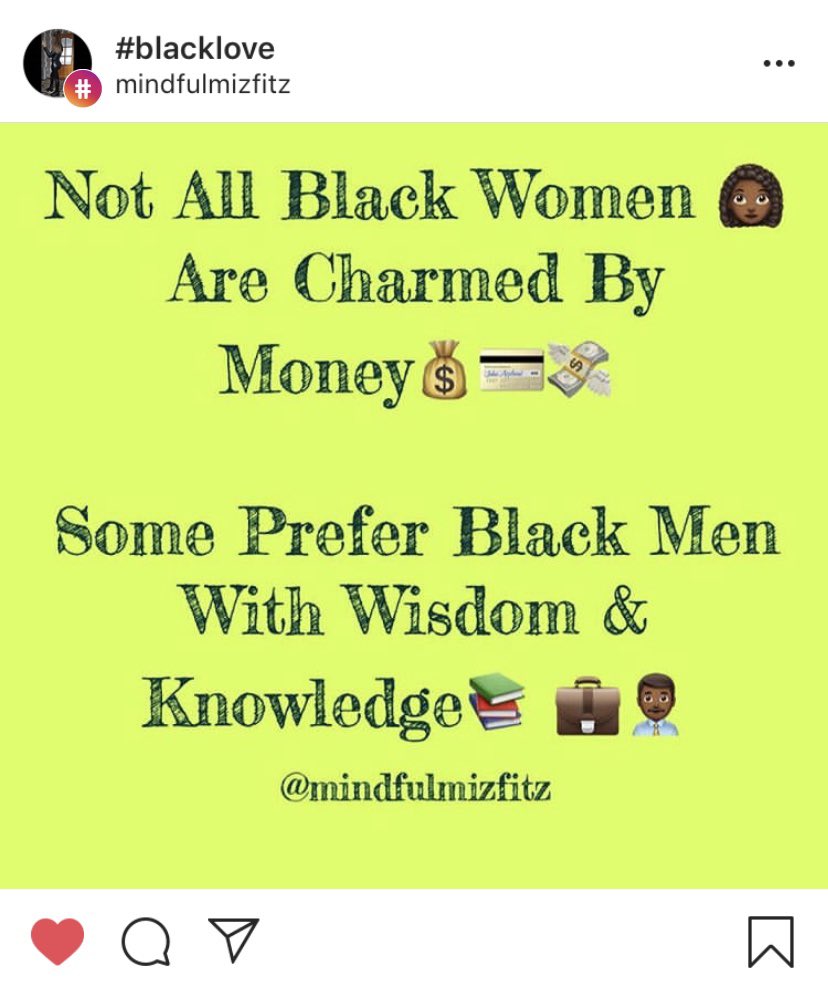 #blacklove
mindfulmizfitz
Not All Black Women
Are Charmed By
Money
Some Prefer Black Men
With Wisdom &
Knowledge
@mindfulmizfitz